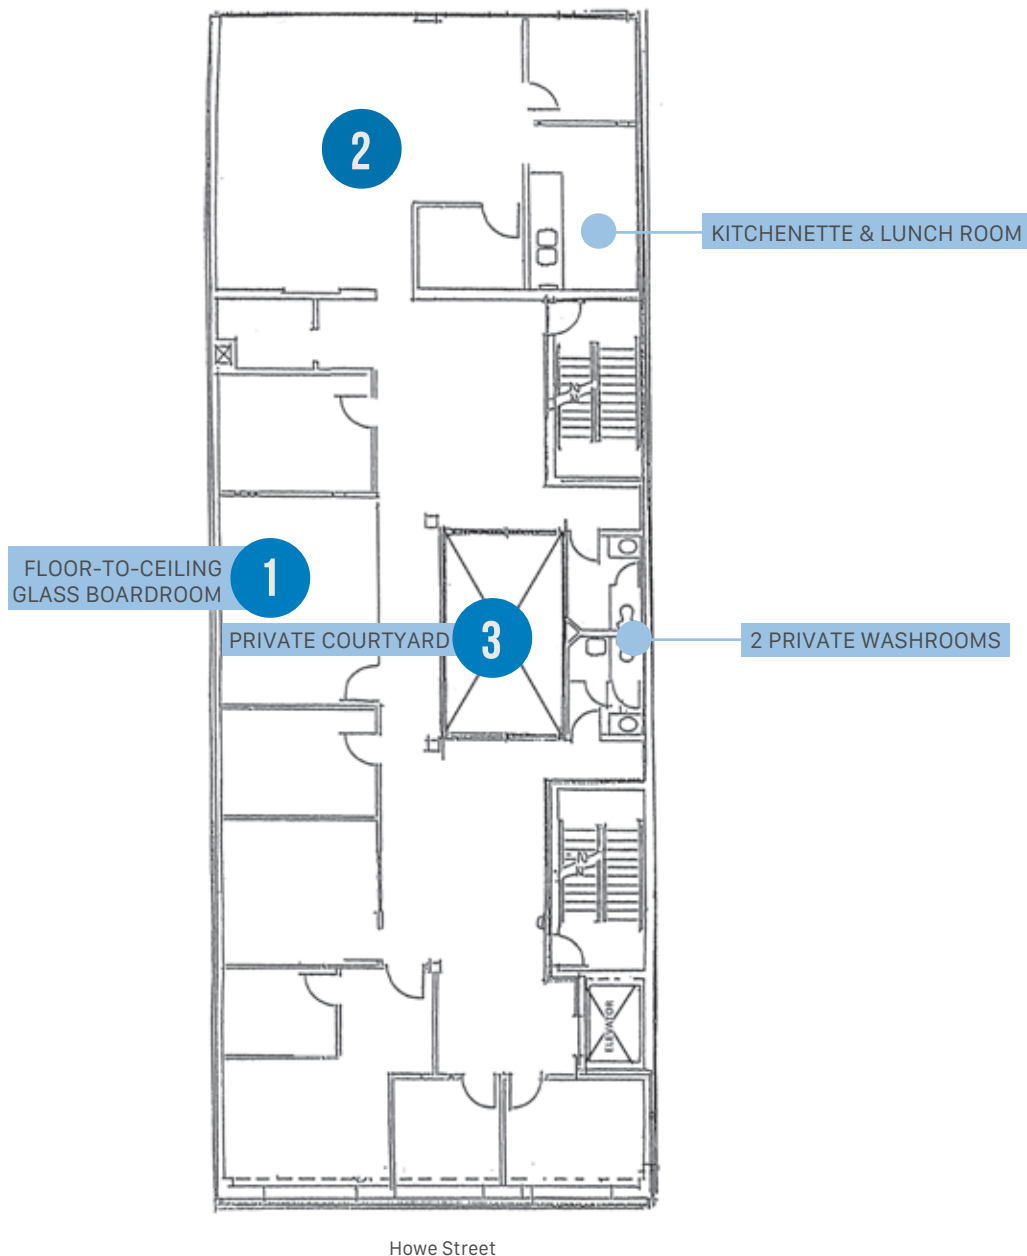 2
KITCHENETTE & LUNCH ROOM
FLOOR-TO-CEILING
GLASS BOARDROOM
1
PRIVATE COURTYARD
3
2 PRIVATE WASHROOMS
ELEVATOR
Howe Street